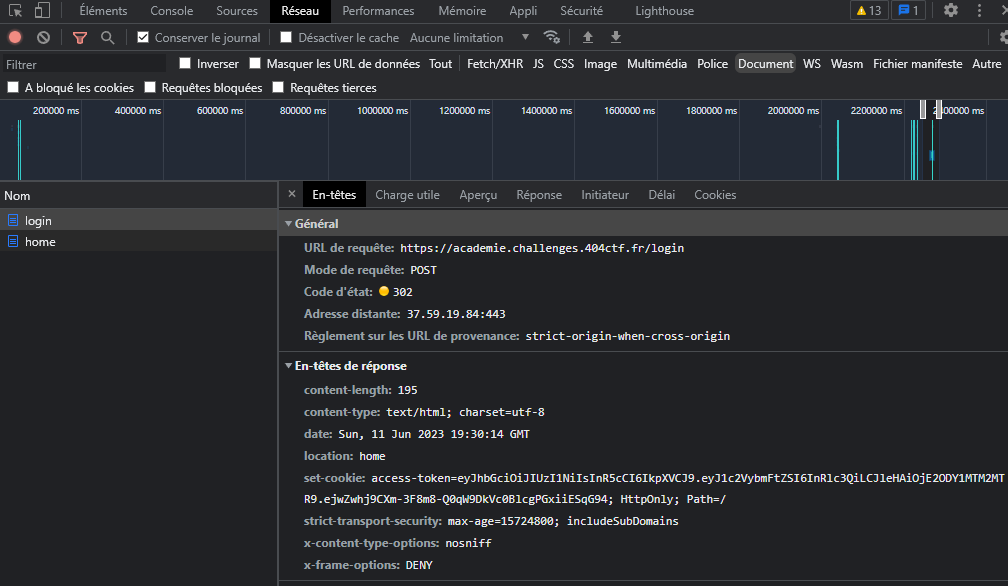 Éléments Console Sources Réseau Performances Mémoire Appli Sécurité Lighthouse 13 1
Conserver le journal Désactiver le cache Aucune limitation
Filtrer Inverser Masquer les URL de données Tout Fetch/XHR JS CSS Image Multimédia Police Document WS Wasm Fichier manifeste Autre
A bloqué les cookies Requêtes bloquées Requêtes tierces
200000 ms 400000 ms 600000 ms 800000 ms 1000000 ms 1200000 ms 1400000 ms 1600000 ms 1800000 ms 2000000 ms 2200000 ms 2400000 ms
Nom × En-têtes Charge utile Aperçu Réponse Initiateur Délai Cookies
login
home
Général
URL de requête: https://academie.challenges.404ctf.fr/login
Mode de requête: POST
Code d'état: 302
Adresse distante: 37.59.19.84:443
Règlement sur les URL de provenance: strict-origin-when-cross-origin
En-têtes de réponse
content-length: 195
content-type: text/html; charset=utf-8
date: Sun, 11 Jun 2023 19:30:14 GMT
location: home
set-cookie: access-token=eyJhbGciOiJIUzI1NiIsInR5cCI6IkpXVCJ9.eyJ1c2VybmFtZSI6InRlc3QiLCJleHAiOjE2ODY1MTM2MT
R9.ejwZwhj9CXm-3F8m8-Q0qW9DkVc0BlcgPGxiiESqG94; HttpOnly; Path=/
strict-transport-security: max-age=15724800; includeSubDomains
x-content-type-options: nosniff
x-frame-options: DENY